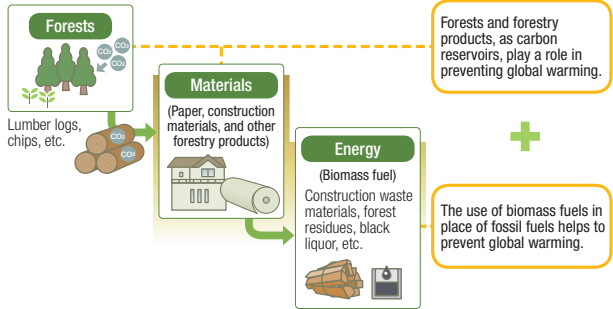 Forests
CO₂
CO₂
CO₂
CO₂
Lumber logs,
chips, etc.
CO₂
CO₂
Materials
(Paper, construction
materials, and other
forestry products)
Energy
(Biomass fuel)
Construction waste
materials, forest
residues, black
liquor, etc.
Forests and forestry
products, as carbon
reservoirs, play a role in
preventing global warming.
The use of biomass fuels in
place of fossil fuels helps to
prevent global warming.